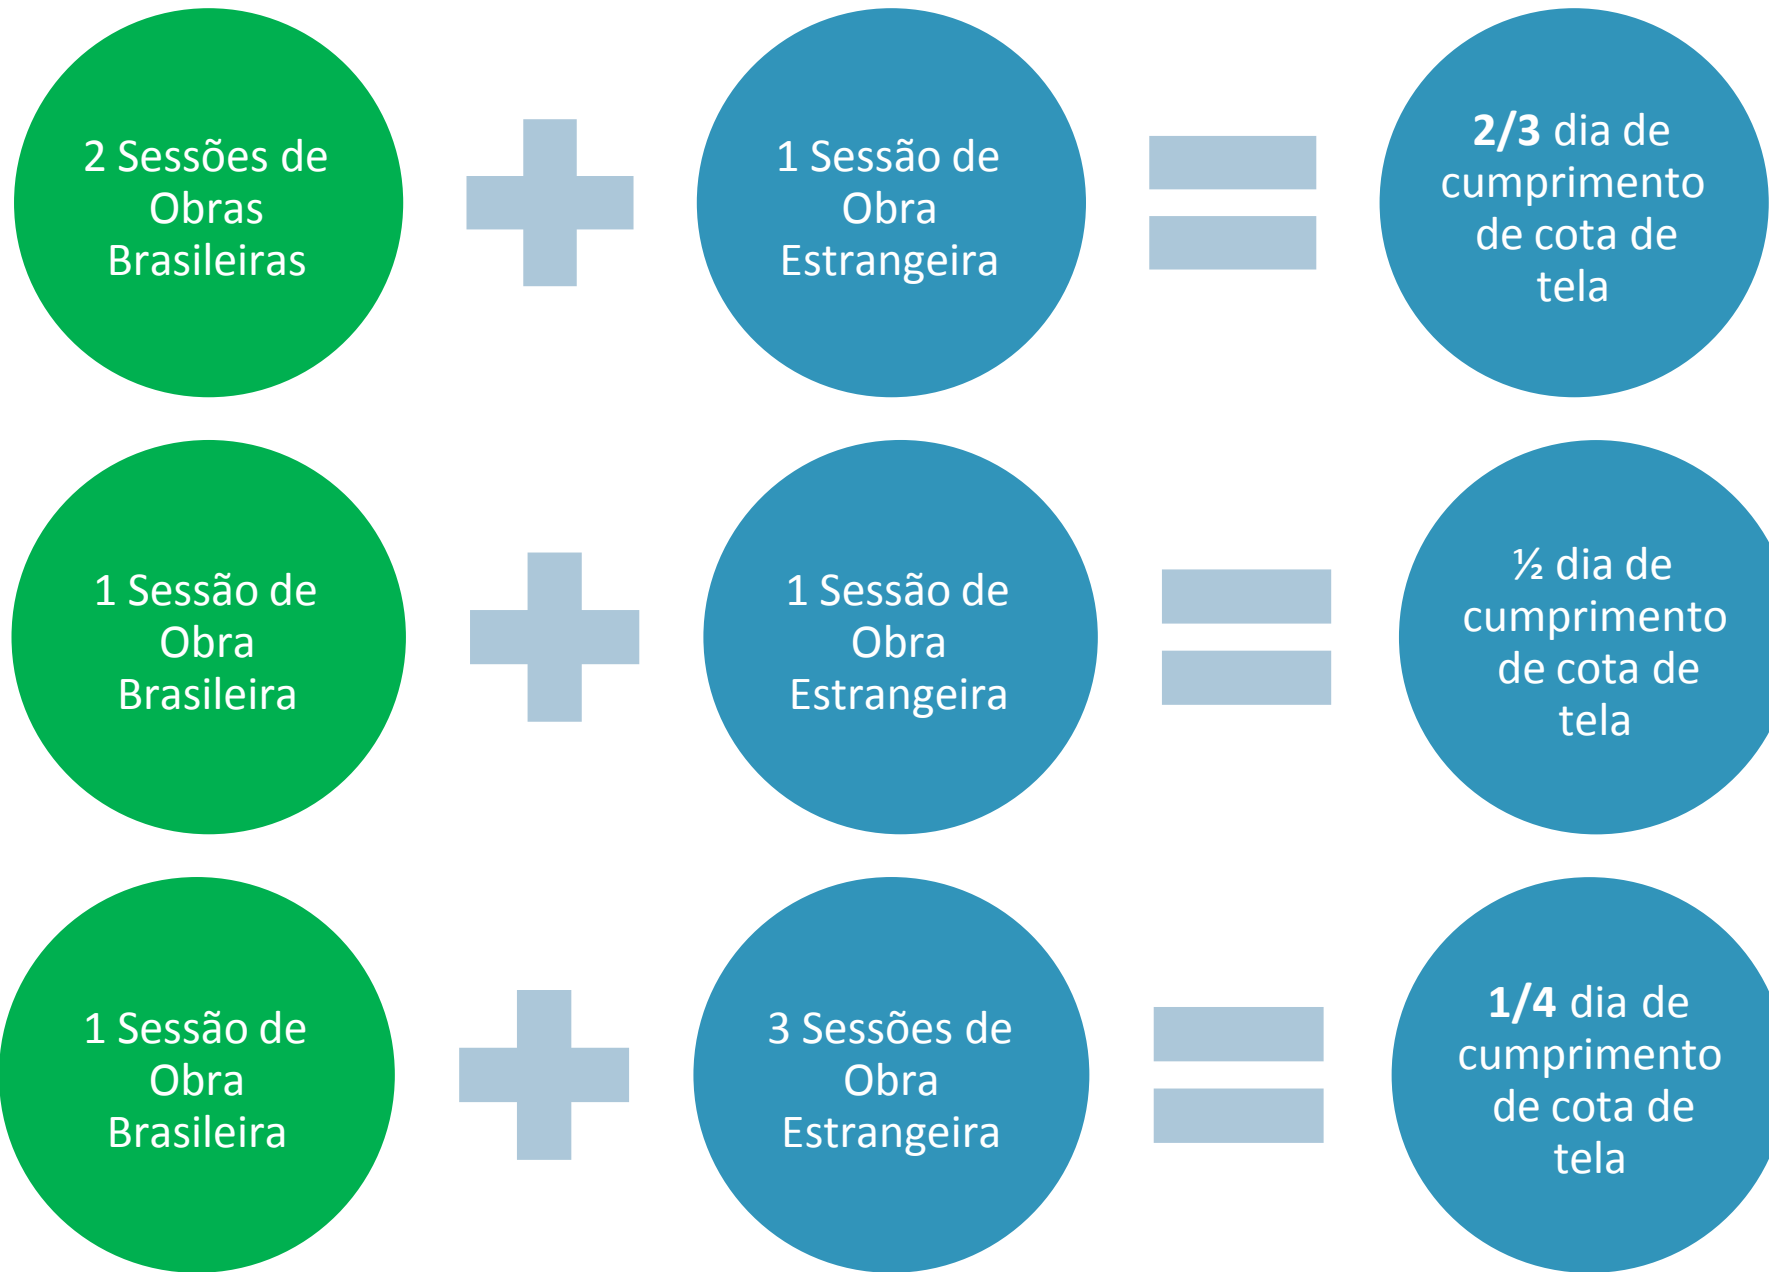 2 Sessões de
Obras
Brasileiras
1 Sessão de
Obra
Estrangeira
2/3 dia de
cumprimento
de cota de
tela
1 Sessão de
Obra
Brasileira
1 Sessão de
Obra
Estrangeira
½ dia de
cumprimento
de cota de
tela
1 Sessão de
Obra
Brasileira
3 Sessões de
Obra
Estrangeira
1/4 dia de
cumprimento
de cota de
tela